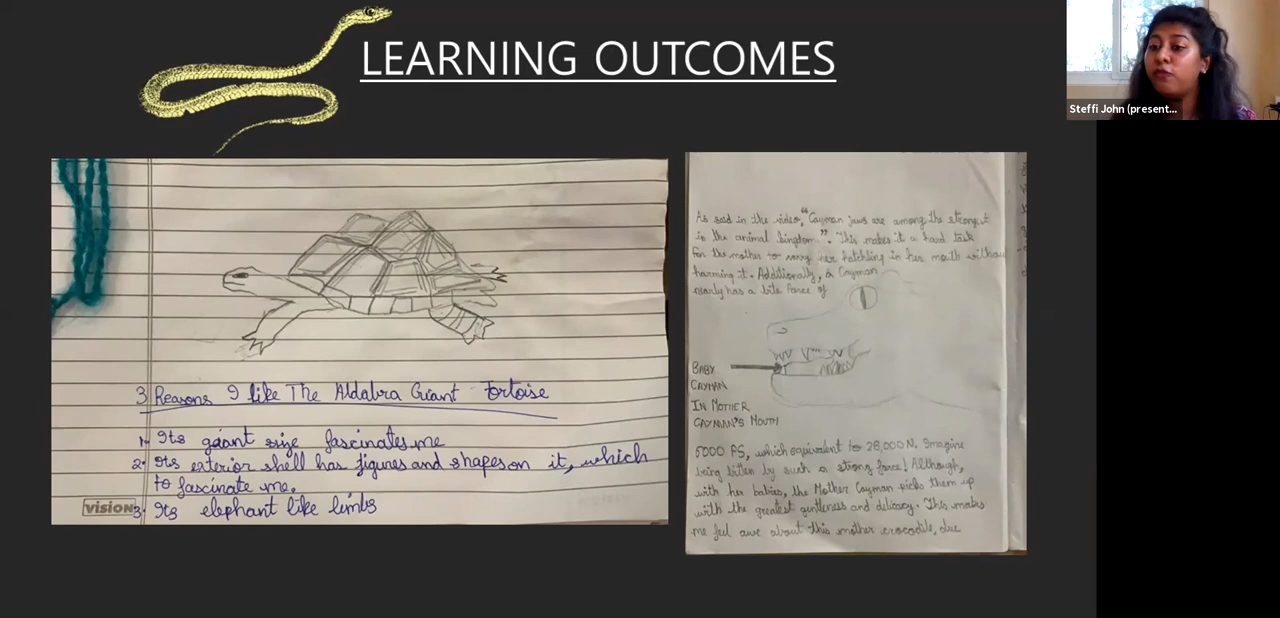 LEARNING OUTCOMES
Steffi John (present...
3 Reasons I like The Aldabra Giant Tortoise
1. Its giant size fascinates me
2. Its exterior shell has figures and shapes on it, which
to fascinate me.
3. Its elephant like limbs
vision
As said in the video, "Cayman jaws are among the strongest
in the animal kingdom". This makes it a hard task
for the mother to carry her hatchling in her mouth withou
harming it. Additionally, a Cayman
nearly has a bite force of
BABY
CAYMAN
IN MOTHER
CAYMAN'S MOUTH
6000 PS, which equivalent to 28,000 N. Imagine
being bitten by such a strong force! Although,
with her babies, the Mother Cayman picks them up
with the greatest gentleness and delicacy. This makes
me feel awe about this mother crocodile, due